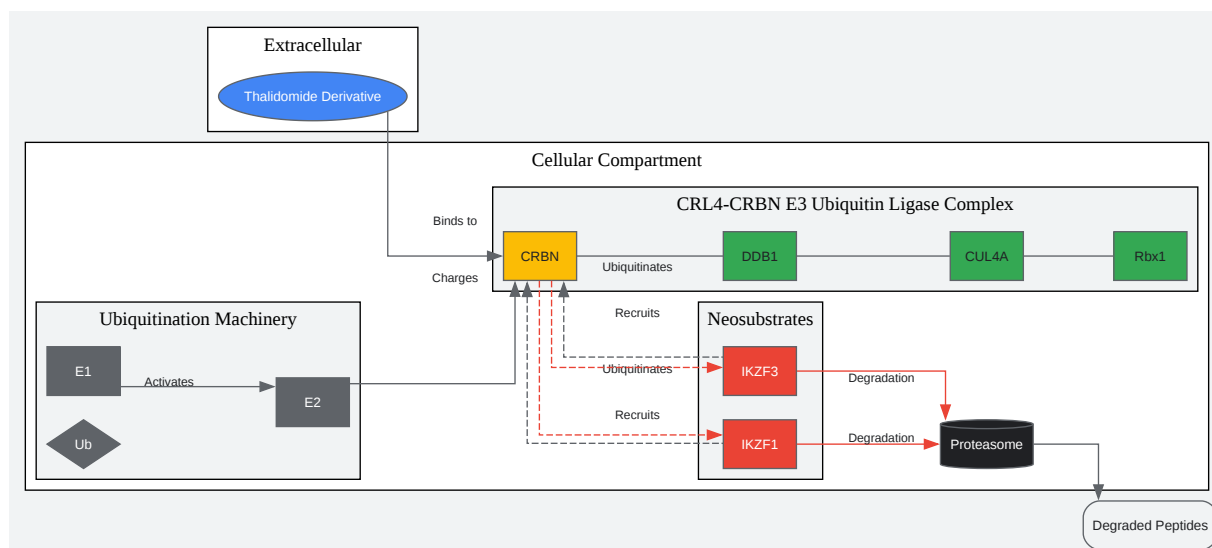 Extracellular
Thalidomide Derivative
Cellular Compartment
CRL4-CRBN E3 Ubiquitin Ligase Complex
Binds to
CRBN
DDB1
CUL4A
Rbx1
Ubiquitinates
Charges
Ubiquitination Machinery
Recruits
Neosubstrates
E1
Activates
E2
Ubiquitinates
IKZF3
Degradation
Recruits
Ub
IKZF1
Degradation
Proteasome
Degraded Peptides